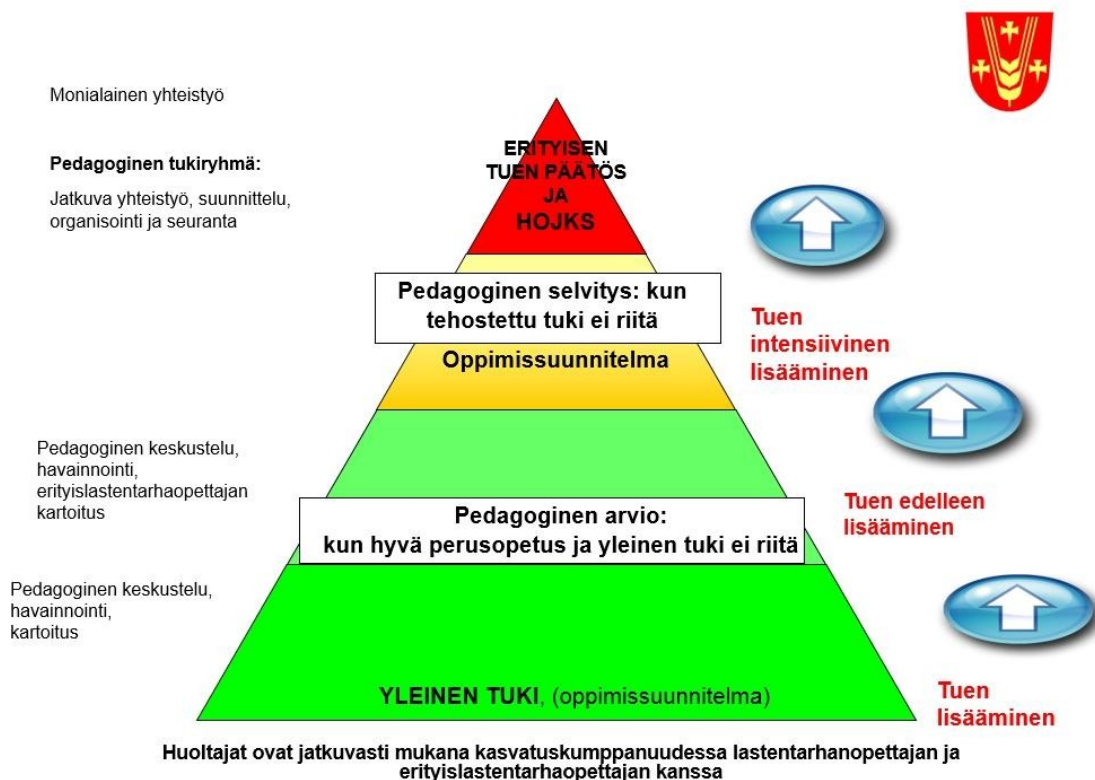 Monialainen yhteistyö
Pedagoginen tukiryhmä:
Jatkuva yhteistyö, suunnittelu,
organisointi ja seuranta
ERITYISEN
TUEN PÄÄTÖS
JA
HOJKS
Pedagoginen selvitys: kun
tehostettu tuki ei riitä
Oppimissuunnitelma
Tuen
intensiivinen
lisääminen
Pedagoginen keskustelu,
havainnointi,
erityislastentarhaopettajan
kartoitus
Pedagoginen arvio:
kun hyvä perusopetus ja yleinen tuki ei riitä
Tuen edelleen
lisääminen
Pedagoginen keskustelu,
havainnointi,
kartoitus
YLEINEN TUKI, (oppimissuunnitelma)
Tuen
lisääminen
Huoltajat ovat jatkuvasti mukana kasvatuskumppanuudessa lastentarhanopettajan ja
erityislastentarhaopettajan kanssa